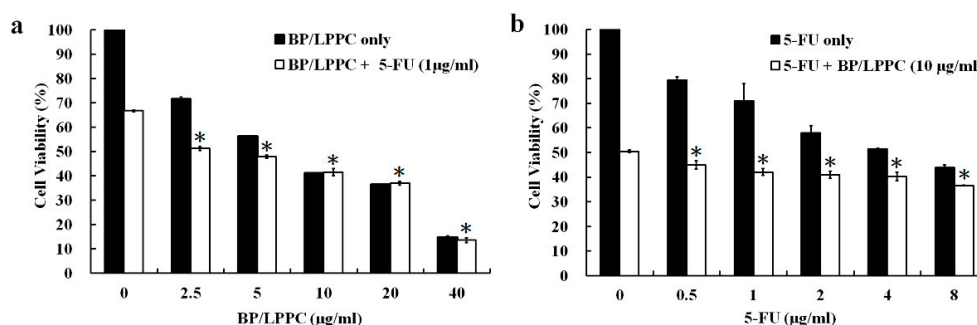 a
100
90
80
70
60
50
40
30
20
10
0
Cell Viability (%)
BP/LPPC only
BP/LPPC + 5-FU (1μg/ml)
*
*
*
*
*
0 2.5 5 10 20 40
BP/LPPC (μg/ml)
b
100
90
80
70
60
50
40
30
20
10
0
Cell Viability (%)
5-FU only
5-FU + BP/LPPC (10 μg/ml
*
*
*
*
*
0 0.5 1 2 4 8
5-FU (μg/ml)